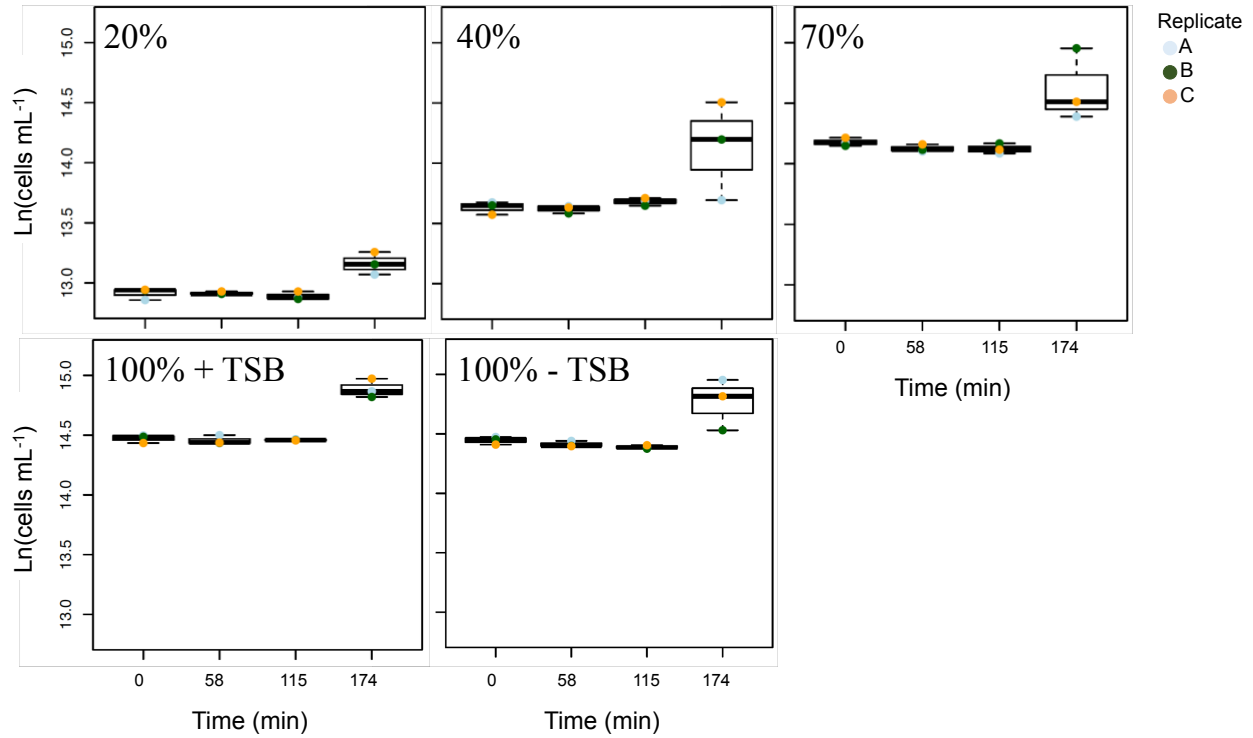 20%
40%
70%
Replicate
A
B
C
Ln(cells mL⁻¹)
15.0
14.5
14.0
13.5
13.0
0 58 115 174
Time (min)
100% + TSB
100% - TSB
Ln(cells mL⁻¹)
15.0
14.5
14.0
13.5
13.0
0 58 115 174
0 58 115 174
Time (min)
Time (min)